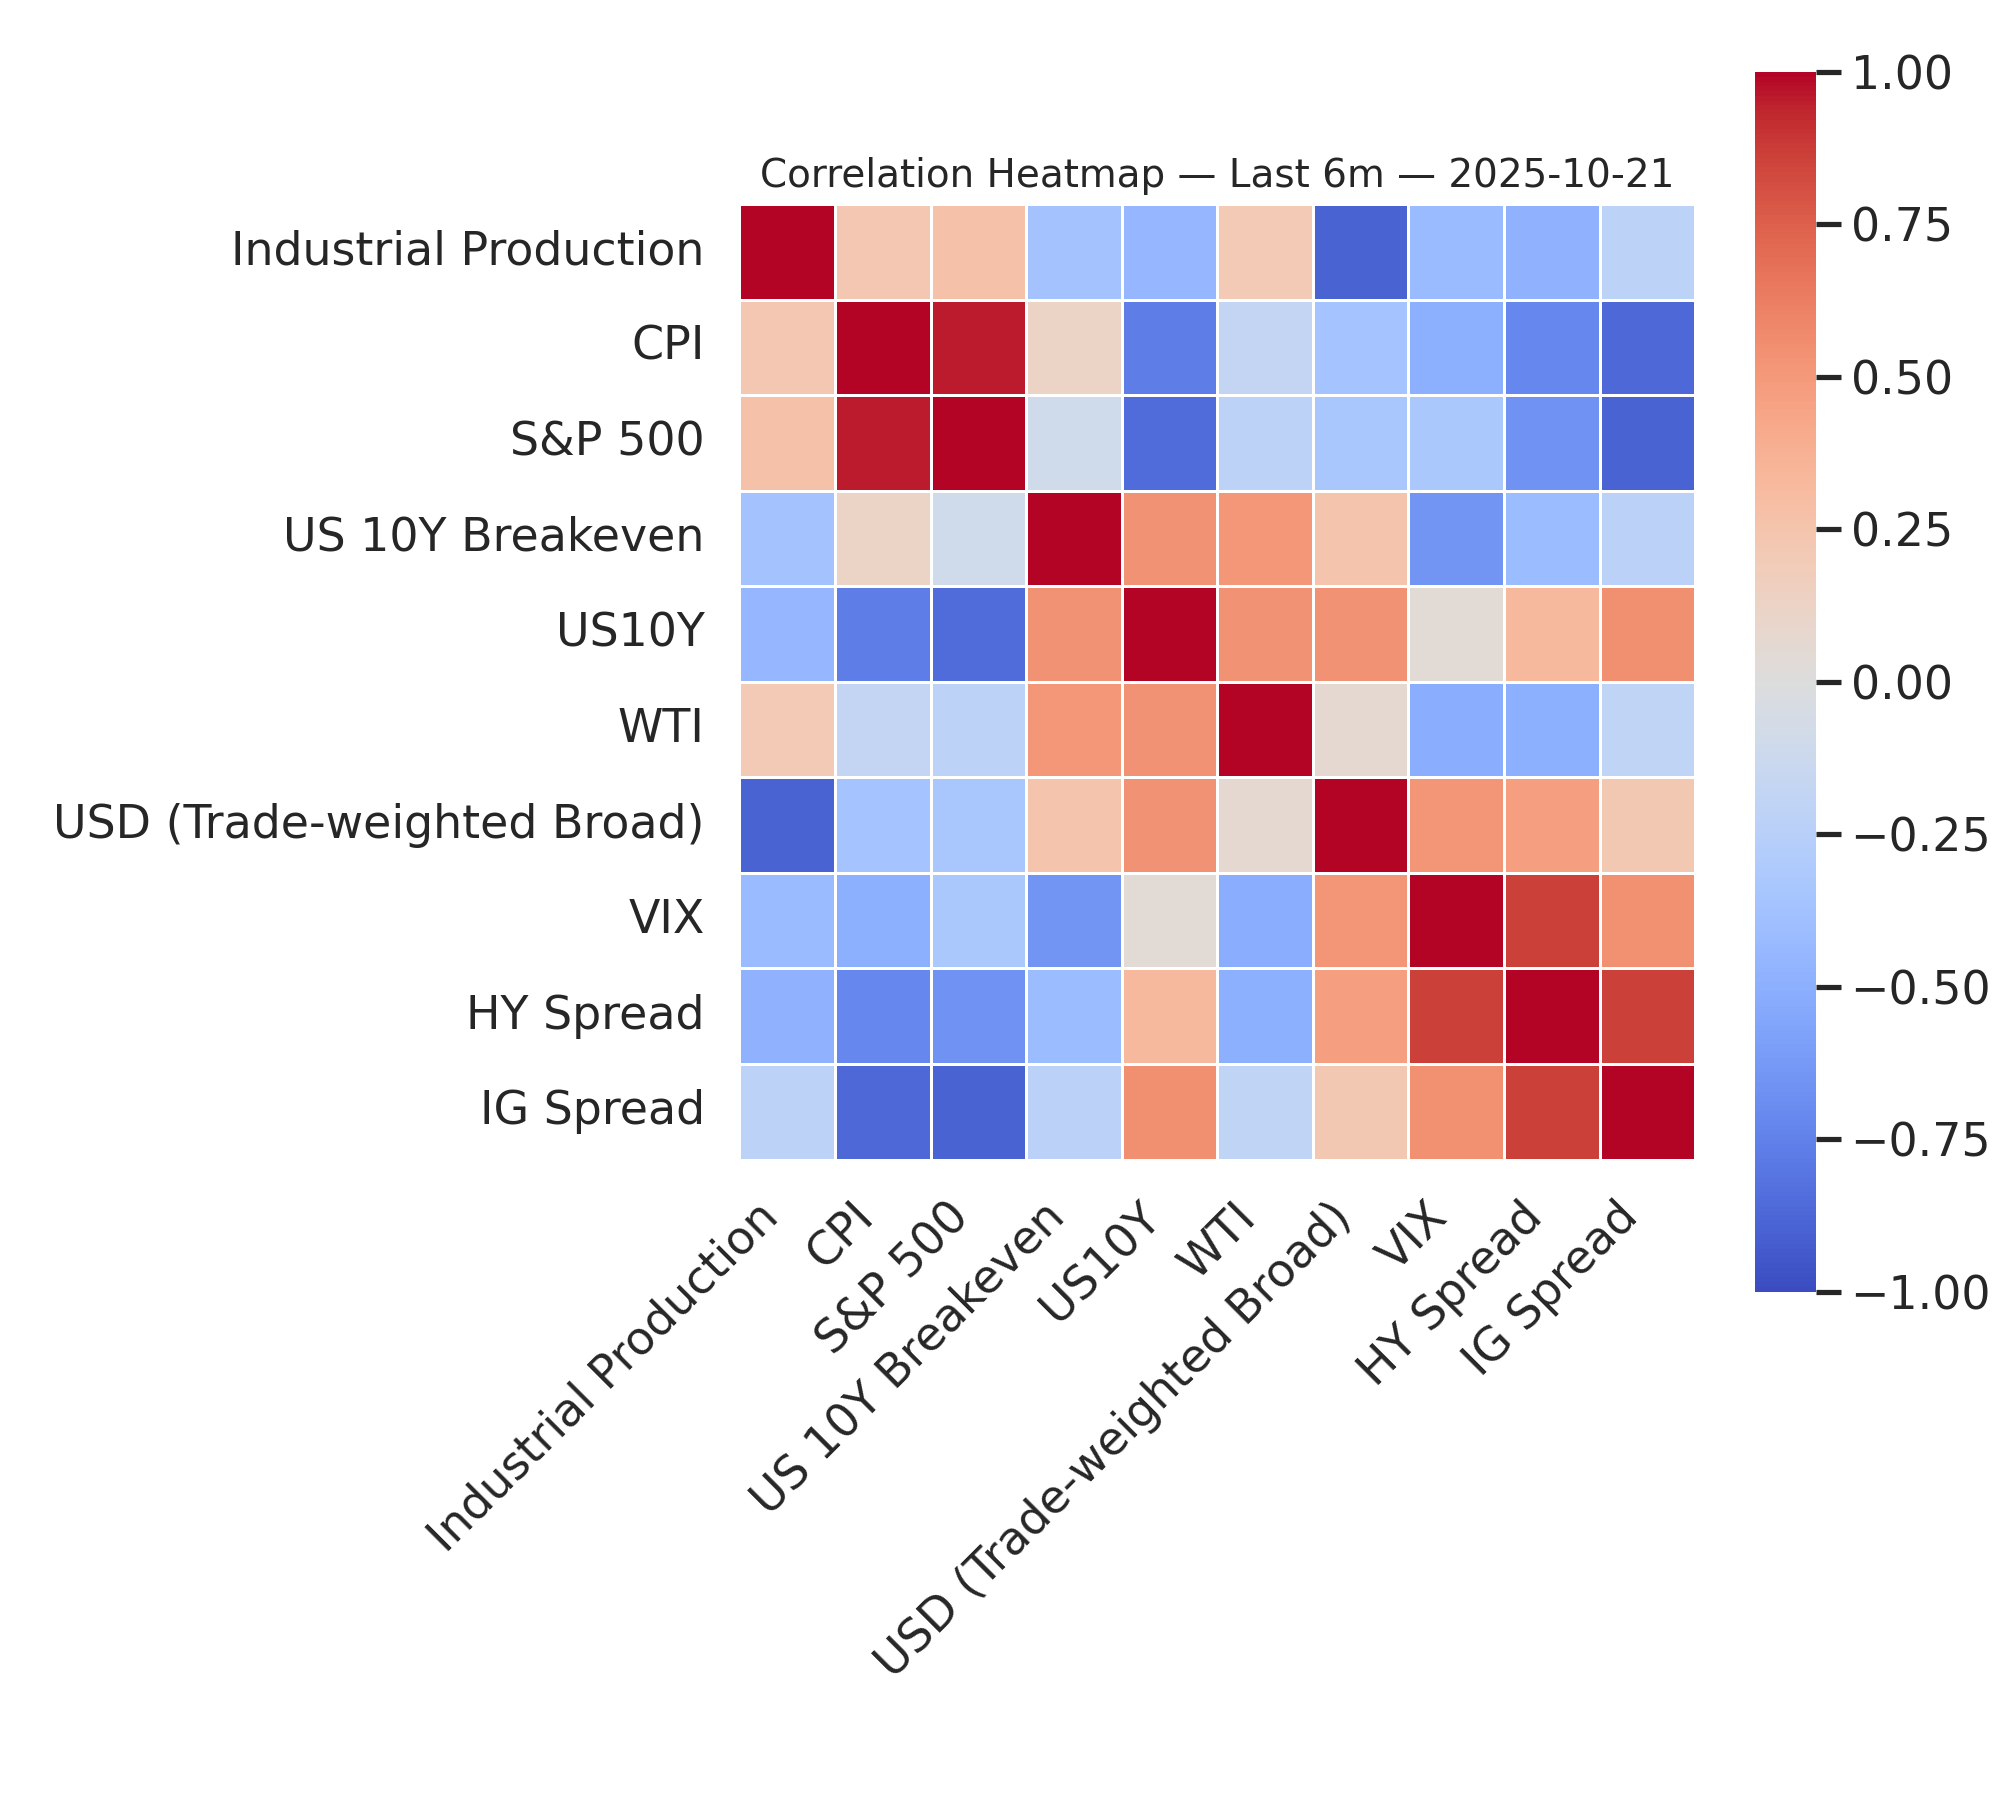 Correlation Heatmap — Last 6m — 2025-10-21
Industrial Production
CPI
S&P 500
US 10Y Breakeven
US10Y
WTI
USD (Trade-weighted Broad)
VIX
HY Spread
IG Spread
Industrial Production
CPI
S&P 500
US 10Y Breakeven
US10Y
WTI
USD (Trade-weighted Broad)
VIX
HY Spread
IG Spread
1.00
0.75
0.50
0.25
0.00
−0.25
−0.50
−0.75
−1.00